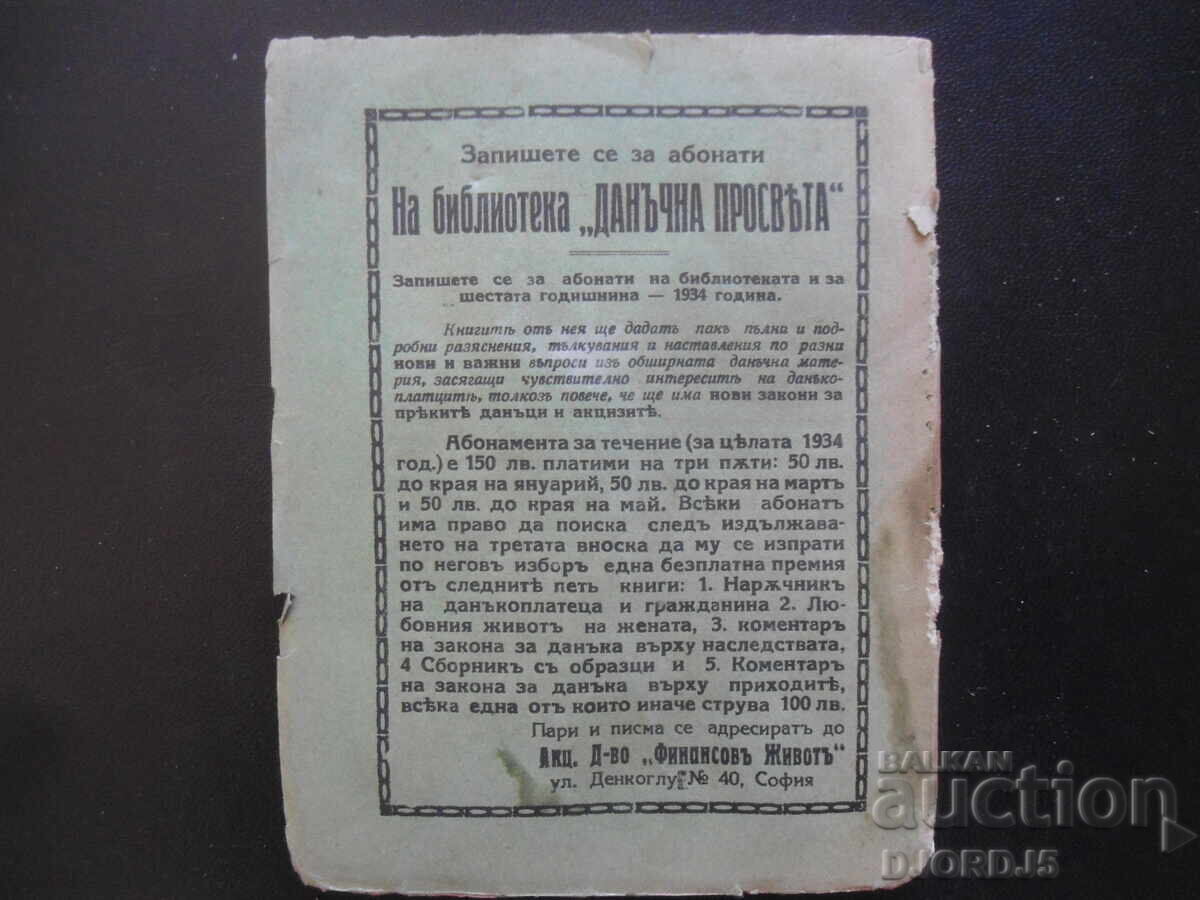 Запишете се за абонати
На библиотека „ДАНЪЧНА ПРОСВѢТА“
Запишете се за абонати на библиотеката и за
шестата годишнина — 1934 година.
Книгитѣ отъ нея ще дадатъ пакъ пълни и под-
робни разяснения, тълкувания и наставления по разни
нови и важни въпроси изъ обширната данъчна мате-
рия, засягащи чувствително интереситѣ на данъко-
платцитѣ, толкозъ повече, че ще има нови закони за
прѣкитѣ данъци и акцизитѣ.
Абонамента за течение (за цѣлата 1934
год.) е 150 лв. платими на три пѫти: 50 лв.
до края на януарий, 50 лв. до края на мартъ
и 50 лв. до края на май. Всѣки абонатъ
има право да поиска следъ издължава-
нето на третата вноска да му се изпрати
по неговъ изборъ една безплатна премия
отъ следнитѣ петь книги: 1. Нарѫчникъ
на данъкоплатеца и гражданина 2. Лю-
бовния животъ на жената, 3. коментаръ
на закона за данъка върху наследствата,
4 Сборникъ съ образци и 5. Коментаръ
на закона за данъка върху приходитѣ,
всѣка една отъ които иначе струва 100 лв.
Пари и писма се адресиратъ до
Акц. Д-во „Финансовъ Животъ“
ул. Денкоглу № 40, София
BALKAN
auction
DJORDJ5